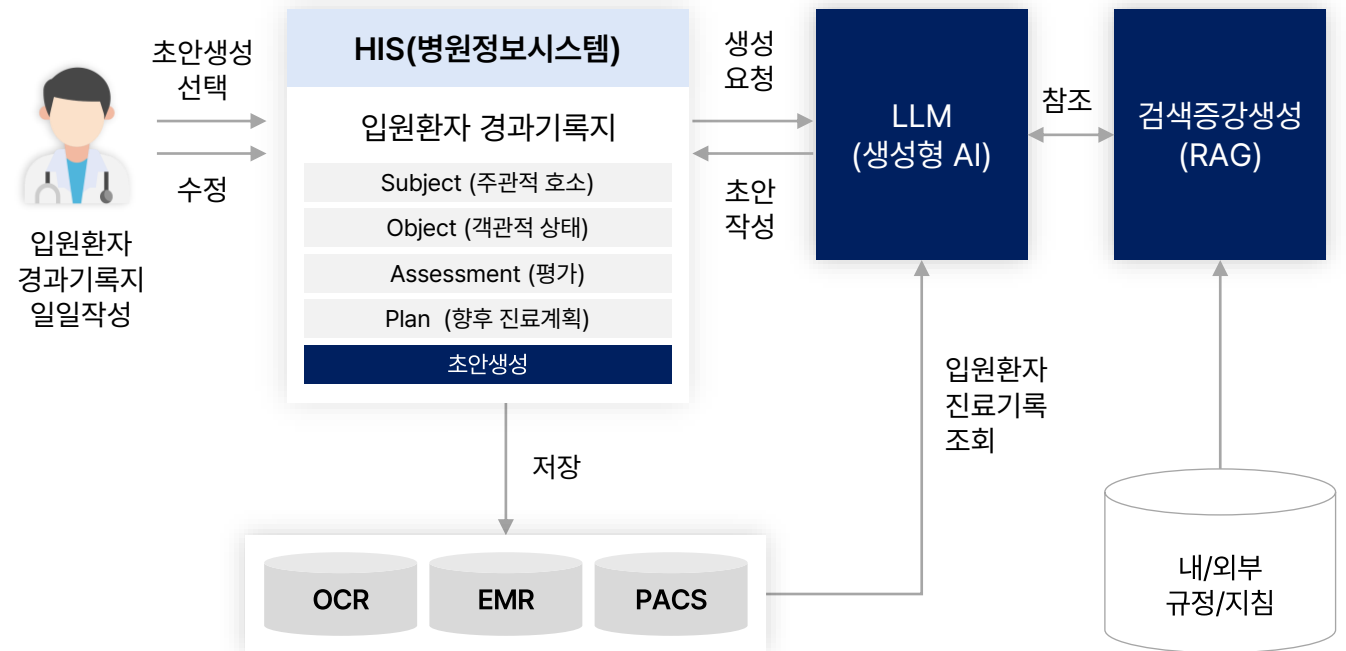 초안생성
선택
수정
입원환자
경과기록지
일일작성
HIS(병원정보시스템)
입원환자 경과기록지
Subject (주관적 호소)
Object (객관적 상태)
Assessment (평가)
Plan (향후 진료계획)
초안생성
생성
요청
초안
작성
LLM
(생성형 AI)
참조
검색증강생성
(RAG)
저장
입원환자
진료기록
조회
OCR
EMR
PACS
내/외부
규정/지침